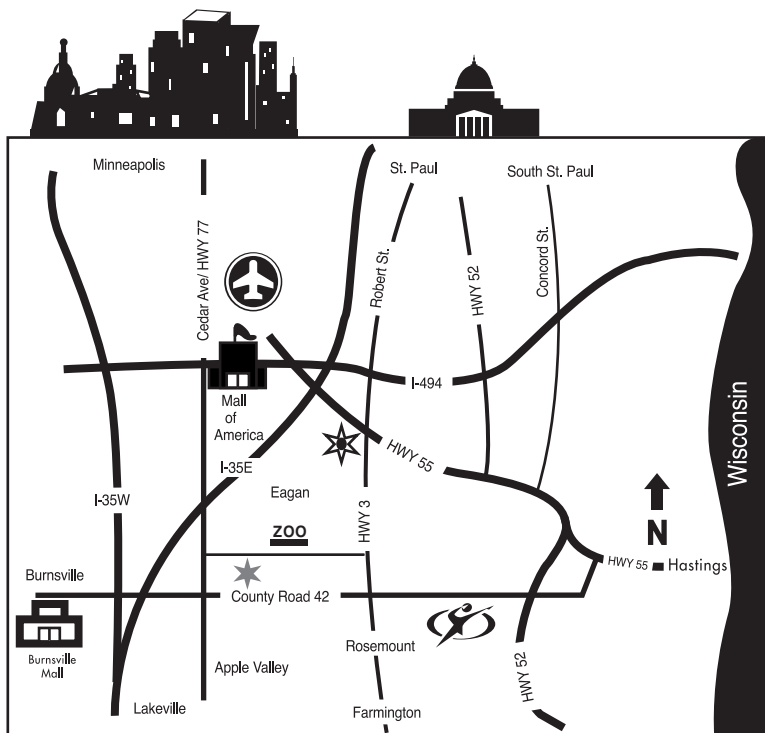 Minneapolis
St. Paul
South St. Paul
Cedar Ave/ HWY 77
Robert St.
HWY 52
Concord St.
I-494
Mall
of
America
HWY 55
I-35E
Wisconsin
I-35W
Eagan
HWY 3
ZOO
N
HWY 55
Hastings
Burnsville
County Road 42
Burnsville
Mall
Rosemount
Apple Valley
HWY 52
Lakeville
Farmington